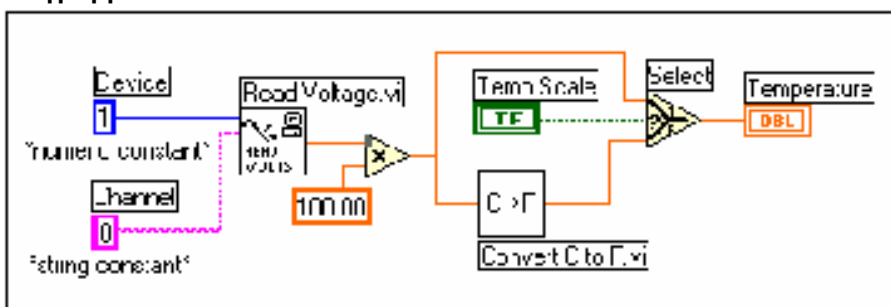 Device
1
"numeric constant"
Channel
0
"string constant"
Read Voltage.vi
READ
VOLTS
x
100.00
Temp Scale
TF
C>F
Convert C to F.vi
Select
?
Temperature
DBL